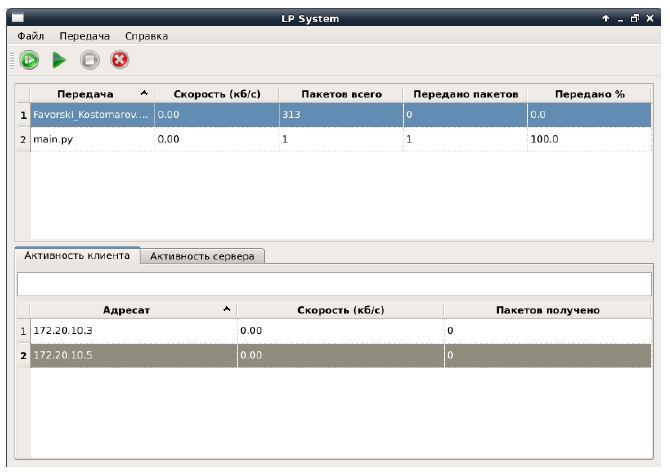 LP System
Файл Передача Справка
Передача Скорость (кб/с) Пакетов всего Передано пакетов Передано %
1 Favorski_Kostomarov.... 0.00 313 0 0.0
2 main.py 0.00 1 1 100.0
Активность клиента Активность сервера
Адресат Скорость (кб/с) Пакетов получено
1 172.20.10.3 0.00 0
2 172.20.10.5 0.00 0